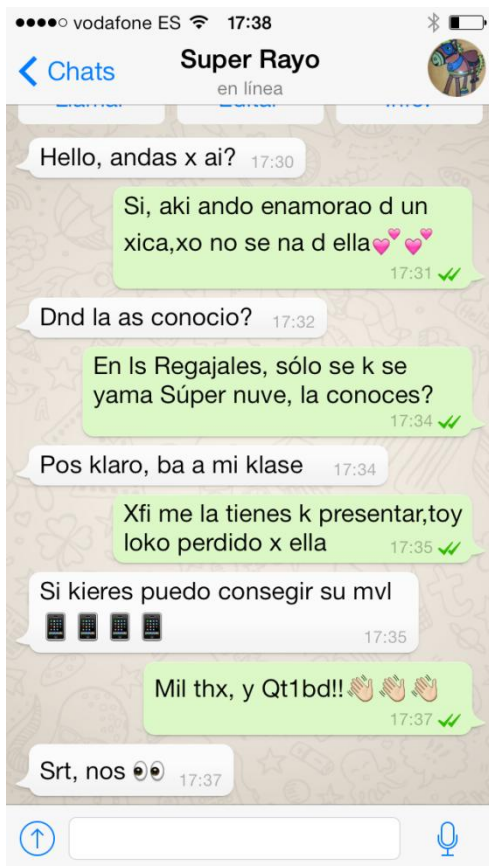 vodafone ES 17:38
Chats
Super Rayo
en línea
Hello, andas x ai? 17:30
Si, aki ando enamorao d un
xica,xo no se na d ella💕💕
17:31
Dnd la as conocio? 17:32
En ls Regajales, sólo se k se
yama Súper nuve, la conoces?
17:34
Pos klaro, ba a mi klase 17:34
Xfi me la tienes k presentar,toy
loko perdido x ella 17:35
Si kieres puedo consegir su mvl
📱📱📱📱 17:35
Mil thx, y Qt1bd!!👏👏👏
17:37
Srt, nos 👀 17:37